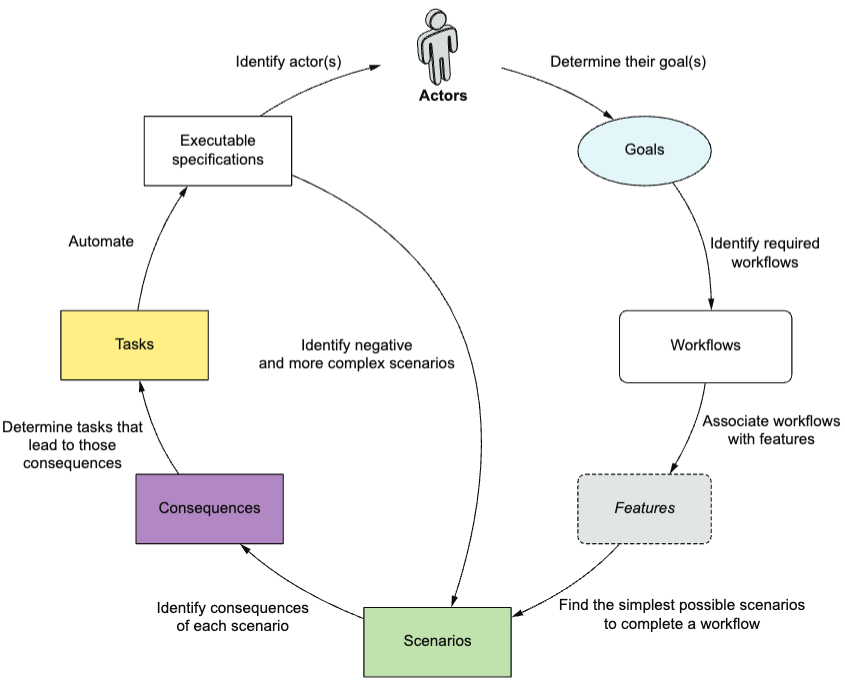 Identify actor(s)
Actors
Determine their goal(s)
Executable
specifications
Goals
Automate
Identify required
workflows
Tasks
Identify negative
and more complex scenarios
Workflows
Determine tasks that
lead to those
consequences
Associate workflows
with features
Consequences
Features
Identify consequences
of each scenario
Scenarios
Find the simplest possible scenarios
to complete a workflow